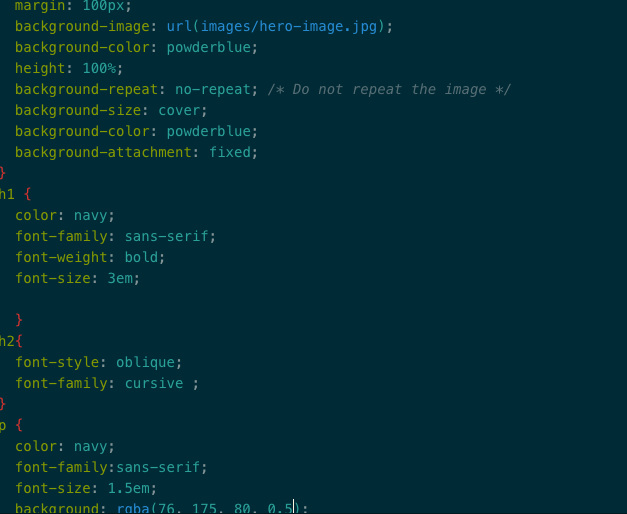 margin: 100px;
background-image: url(images/hero-image.jpg);
background-color: powderblue;
height: 100%;
background-repeat: no-repeat; /* Do not repeat the image */
background-size: cover;
background-color: powderblue;
background-attachment: fixed;
}
h1 {
color: navy;
font-family: sans-serif;
font-weight: bold;
font-size: 3em;
}
h2{
font-style: oblique;
font-family: cursive ;
}
p {
color: navy;
font-family:sans-serif;
font-size: 1.5em;
background: rgba(76, 175, 80, 0.5);